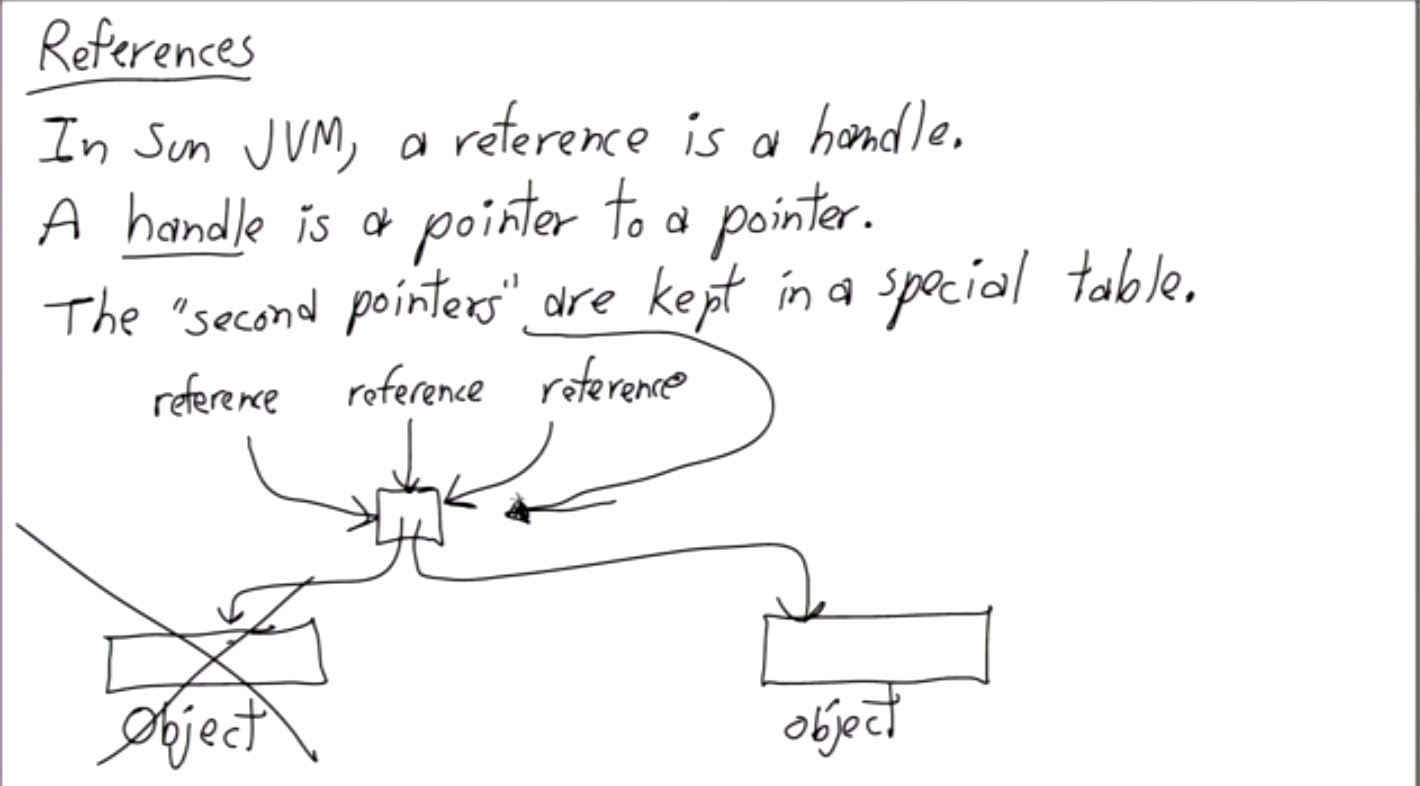 References
In Sun JVM, a reference is a handle.
A handle is a pointer to a pointer.
The "second pointers" are kept in a special table.
reference reference reference
Object object